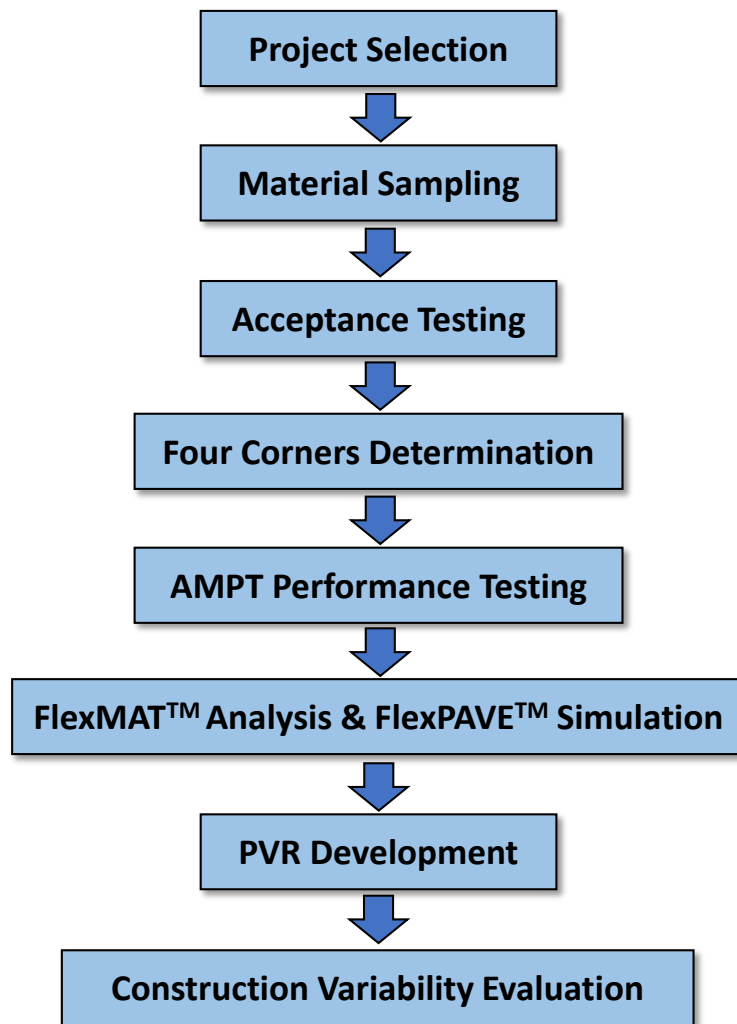 Project Selection
Material Sampling
Acceptance Testing
Four Corners Determination
AMPT Performance Testing
FlexMAT™ Analysis & FlexPAVE™ Simulation
PVR Development
Construction Variability Evaluation